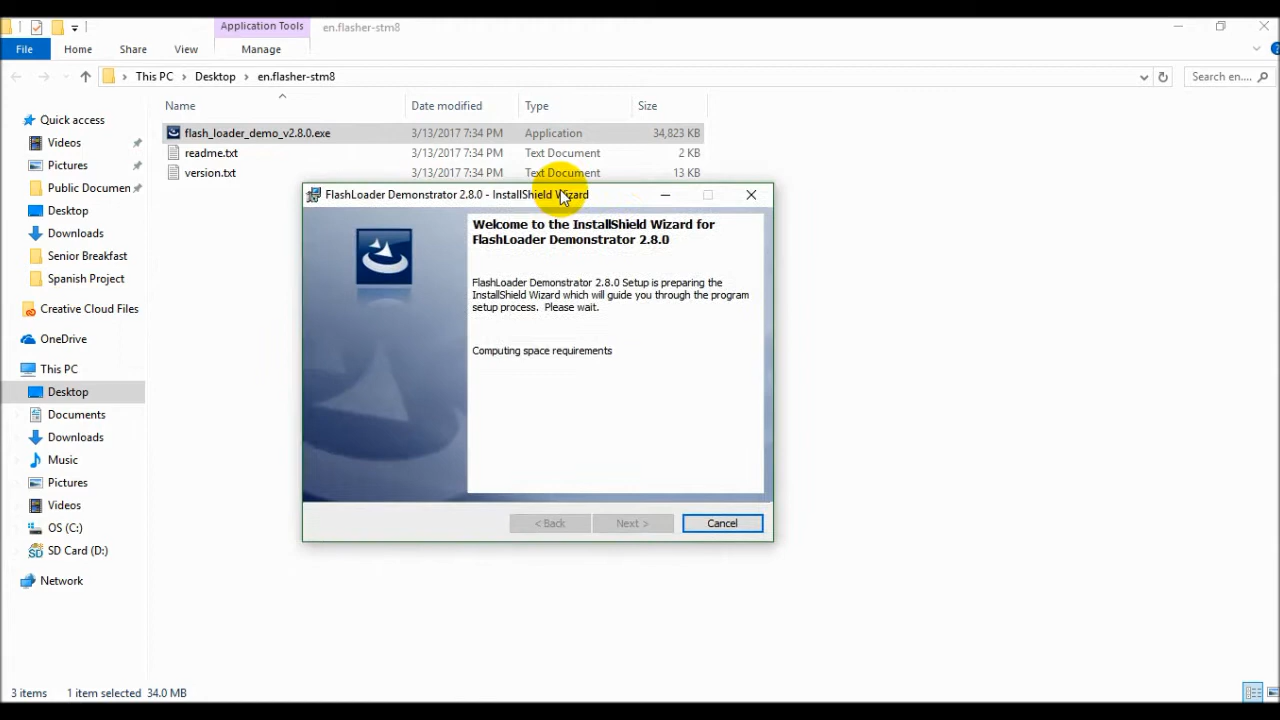 Application Tools
en.flasher-stm8
File
Home
Share
View
Manage
This PC
Desktop
en.flasher-stm8
Search en....
Name
Date modified
Type
Size
flash_loader_demo_v2.8.0.exe
3/13/2017 7:34 PM
Application
34,823 KB
readme.txt
3/13/2017 7:34 PM
Text Document
2 KB
version.txt
3/13/2017 7:34 PM
Text Document
13 KB
Quick access
Videos
Pictures
Public Documen
Desktop
Downloads
Senior Breakfast
Spanish Project
Creative Cloud Files
OneDrive
This PC
Desktop
Documents
Downloads
Music
Pictures
Videos
OS (C:)
SD Card (D:)
Network
FlashLoader Demonstrator 2.8.0 - InstallShield Wizard
Welcome to the InstallShield Wizard for
FlashLoader Demonstrator 2.8.0
FlashLoader Demonstrator 2.8.0 Setup is preparing the
InstallShield Wizard which will guide you through the program
setup process. Please wait.
Computing space requirements
< Back
Next >
Cancel
3 items
1 item selected
34.0 MB